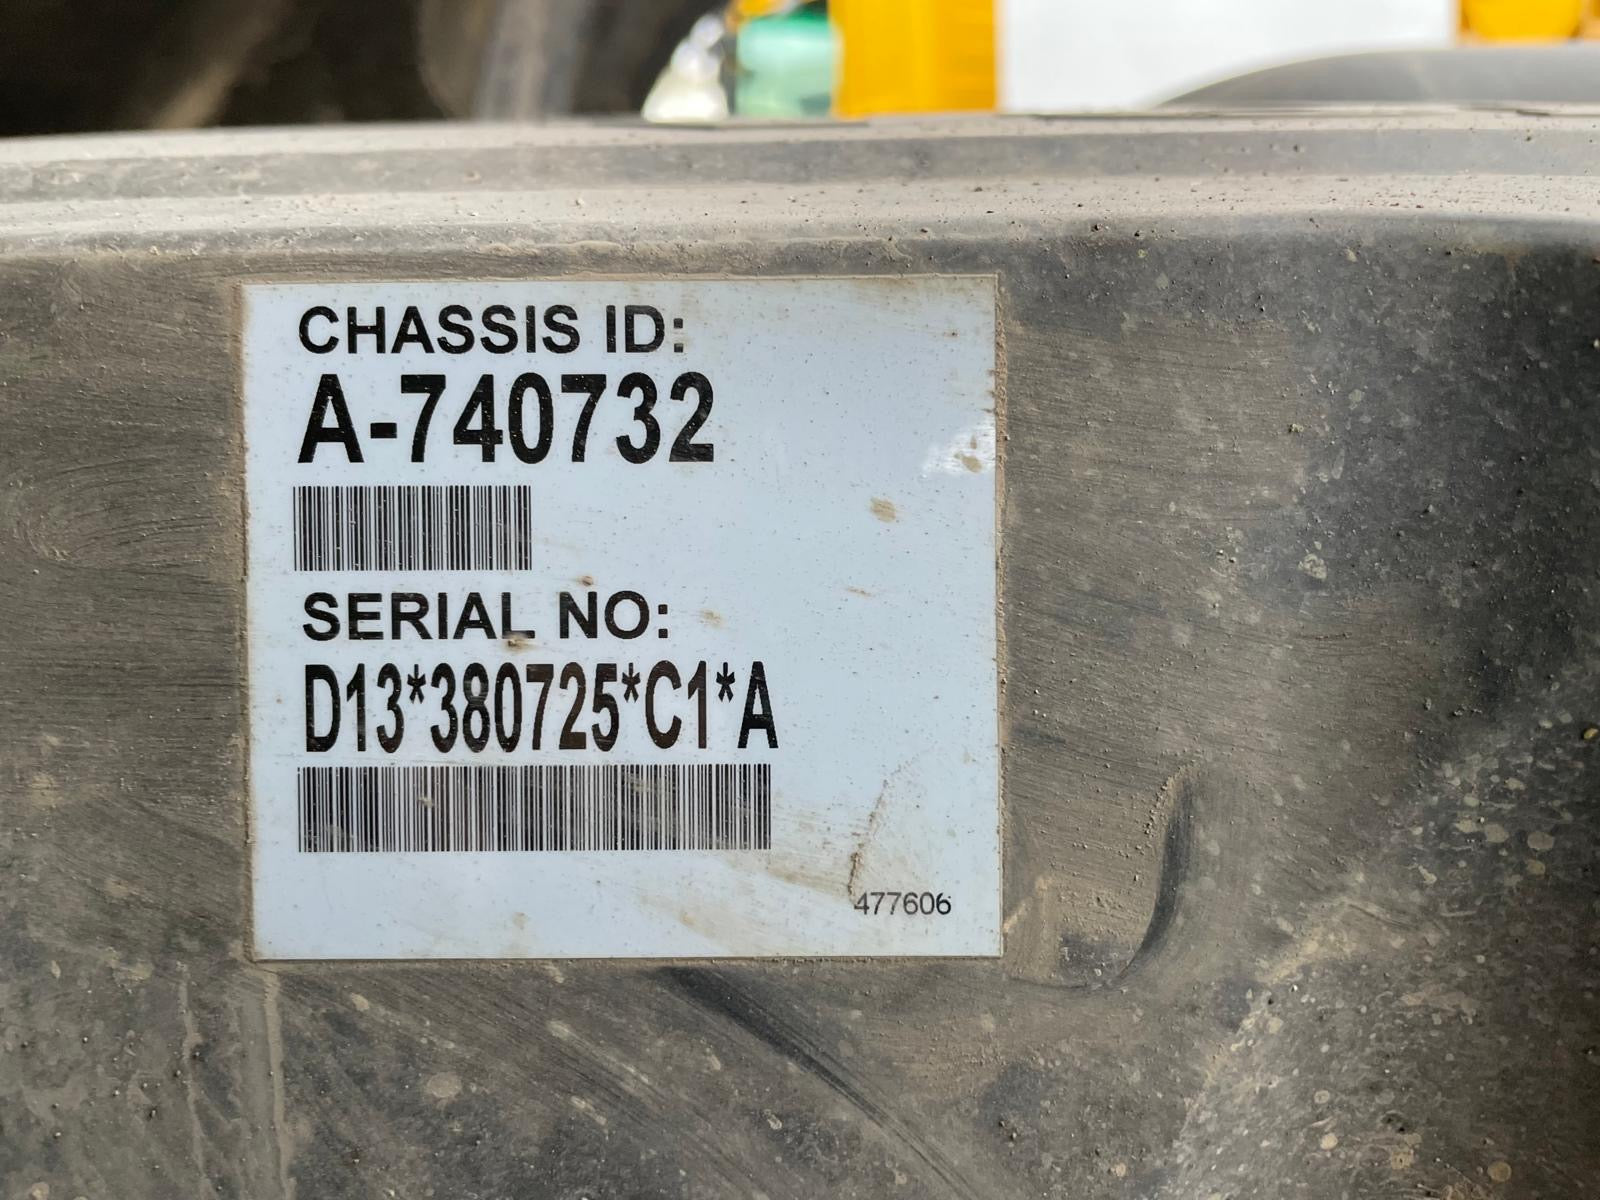 CHASSIS ID:
A-740732
SERIAL NO:
D13*380725*C1*A
477606